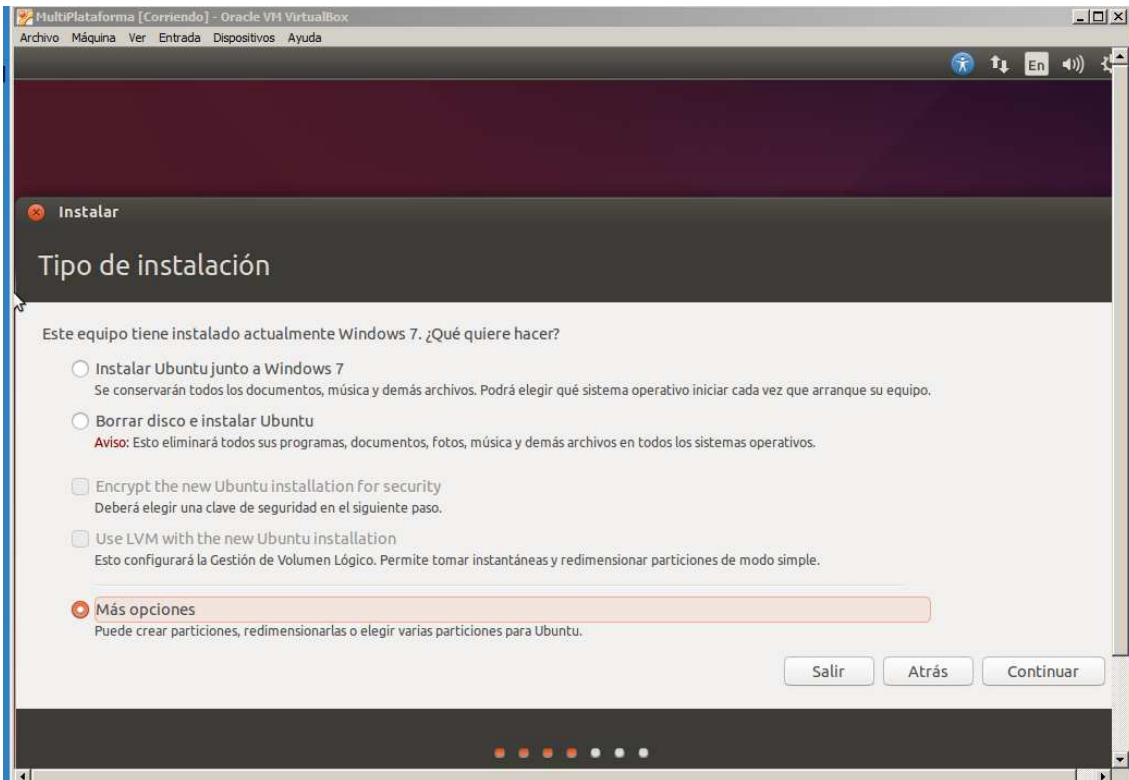 MultiPlataforma [Corriendo] - Oracle VM VirtualBox
Archivo Máquina Ver Entrada Dispositivos Ayuda
En
Instalar
Tipo de instalación
Este equipo tiene instalado actualmente Windows 7. ¿Qué quiere hacer?
Instalar Ubuntu junto a Windows 7
Se conservarán todos los documentos, música y demás archivos. Podrá elegir qué sistema operativo iniciar cada vez que arranque su equipo.
Borrar disco e instalar Ubuntu
Aviso: Esto eliminará todos sus programas, documentos, fotos, música y demás archivos en todos los sistemas operativos.
Encrypt the new Ubuntu installation for security
Deberá elegir una clave de seguridad en el siguiente paso.
Use LVM with the new Ubuntu installation
Esto configurará la Gestión de Volumen Lógico. Permite tomar instantáneas y redimensionar particiones de modo simple.
Más opciones
Puede crear particiones, redimensionarlas o elegir varias particiones para Ubuntu.
Salir Atrás Continuar